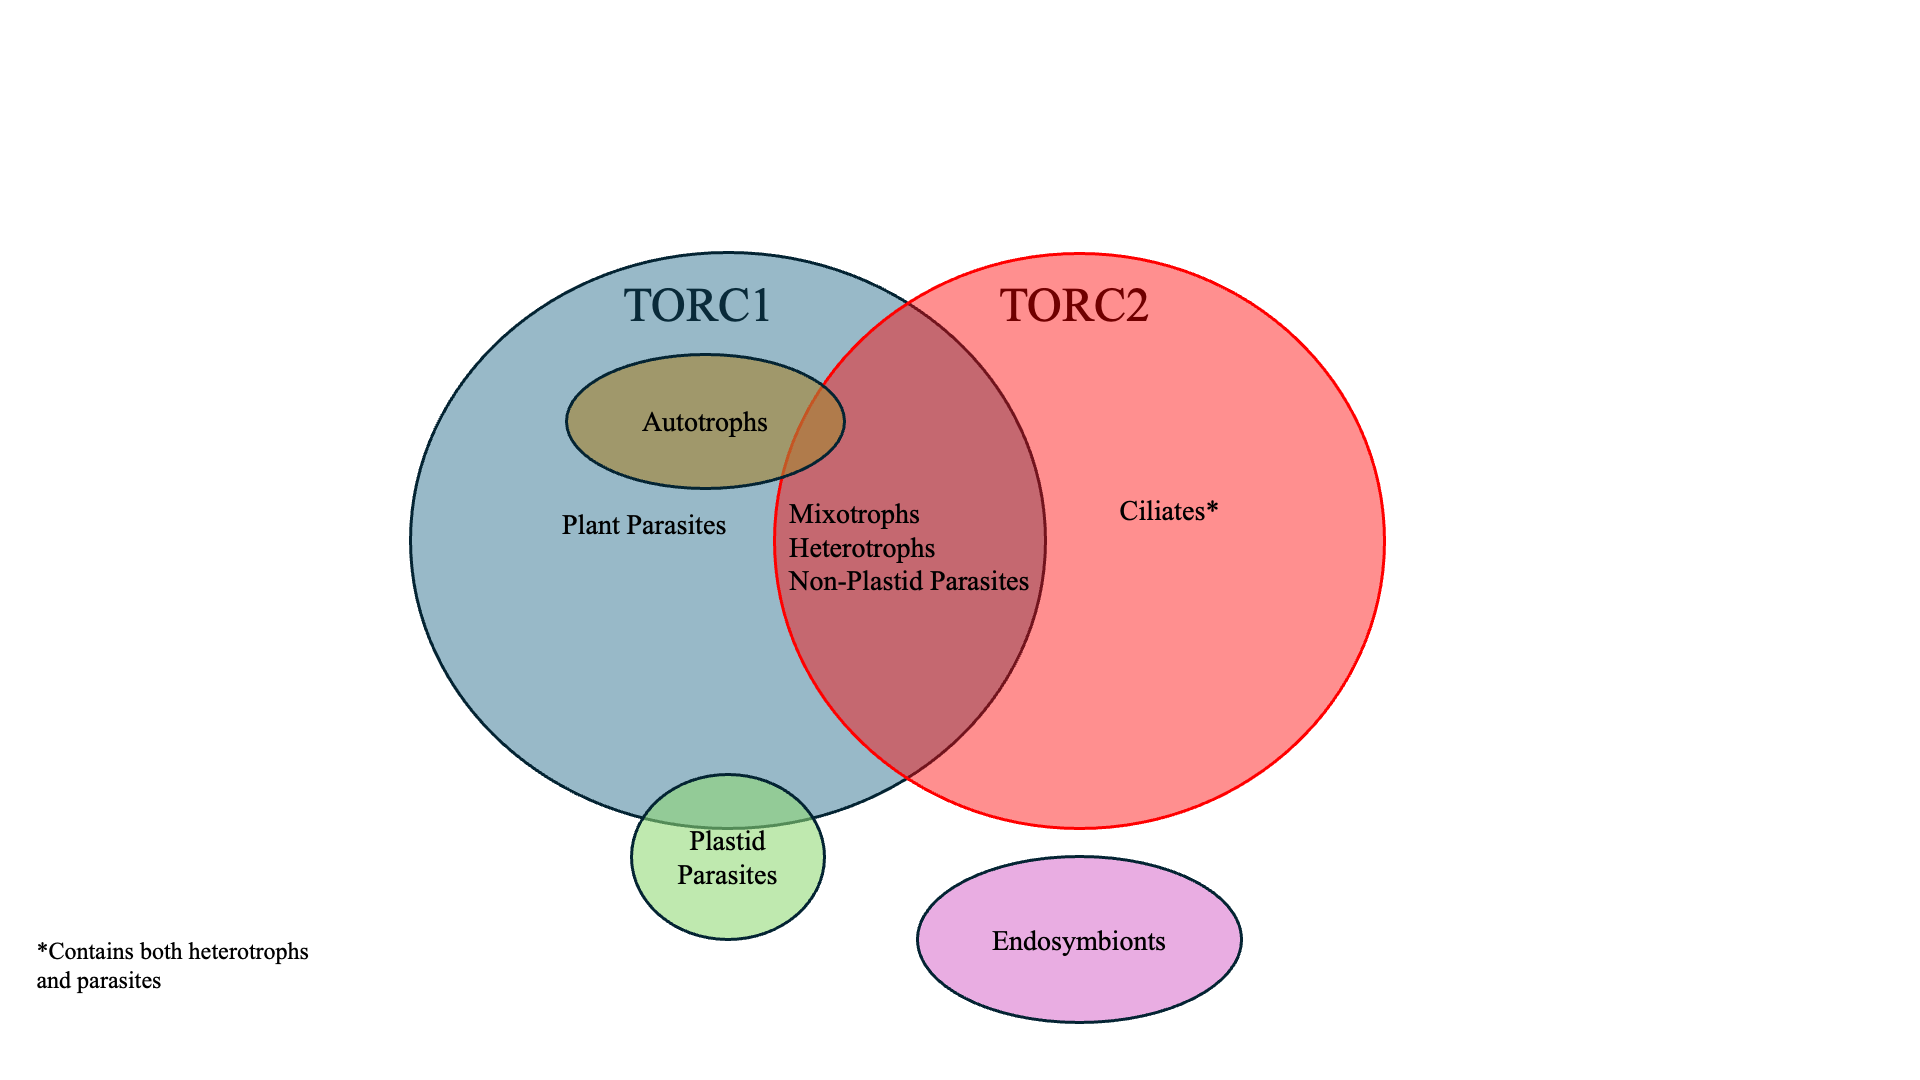 TORC1
TORC2
Autotrophs
Plant Parasites
Mixotrophs
Heterotrophs
Non-Plastid Parasites
Ciliates*
Plastid
Parasites
Endosymbionts
*Contains both heterotrophs
and parasites